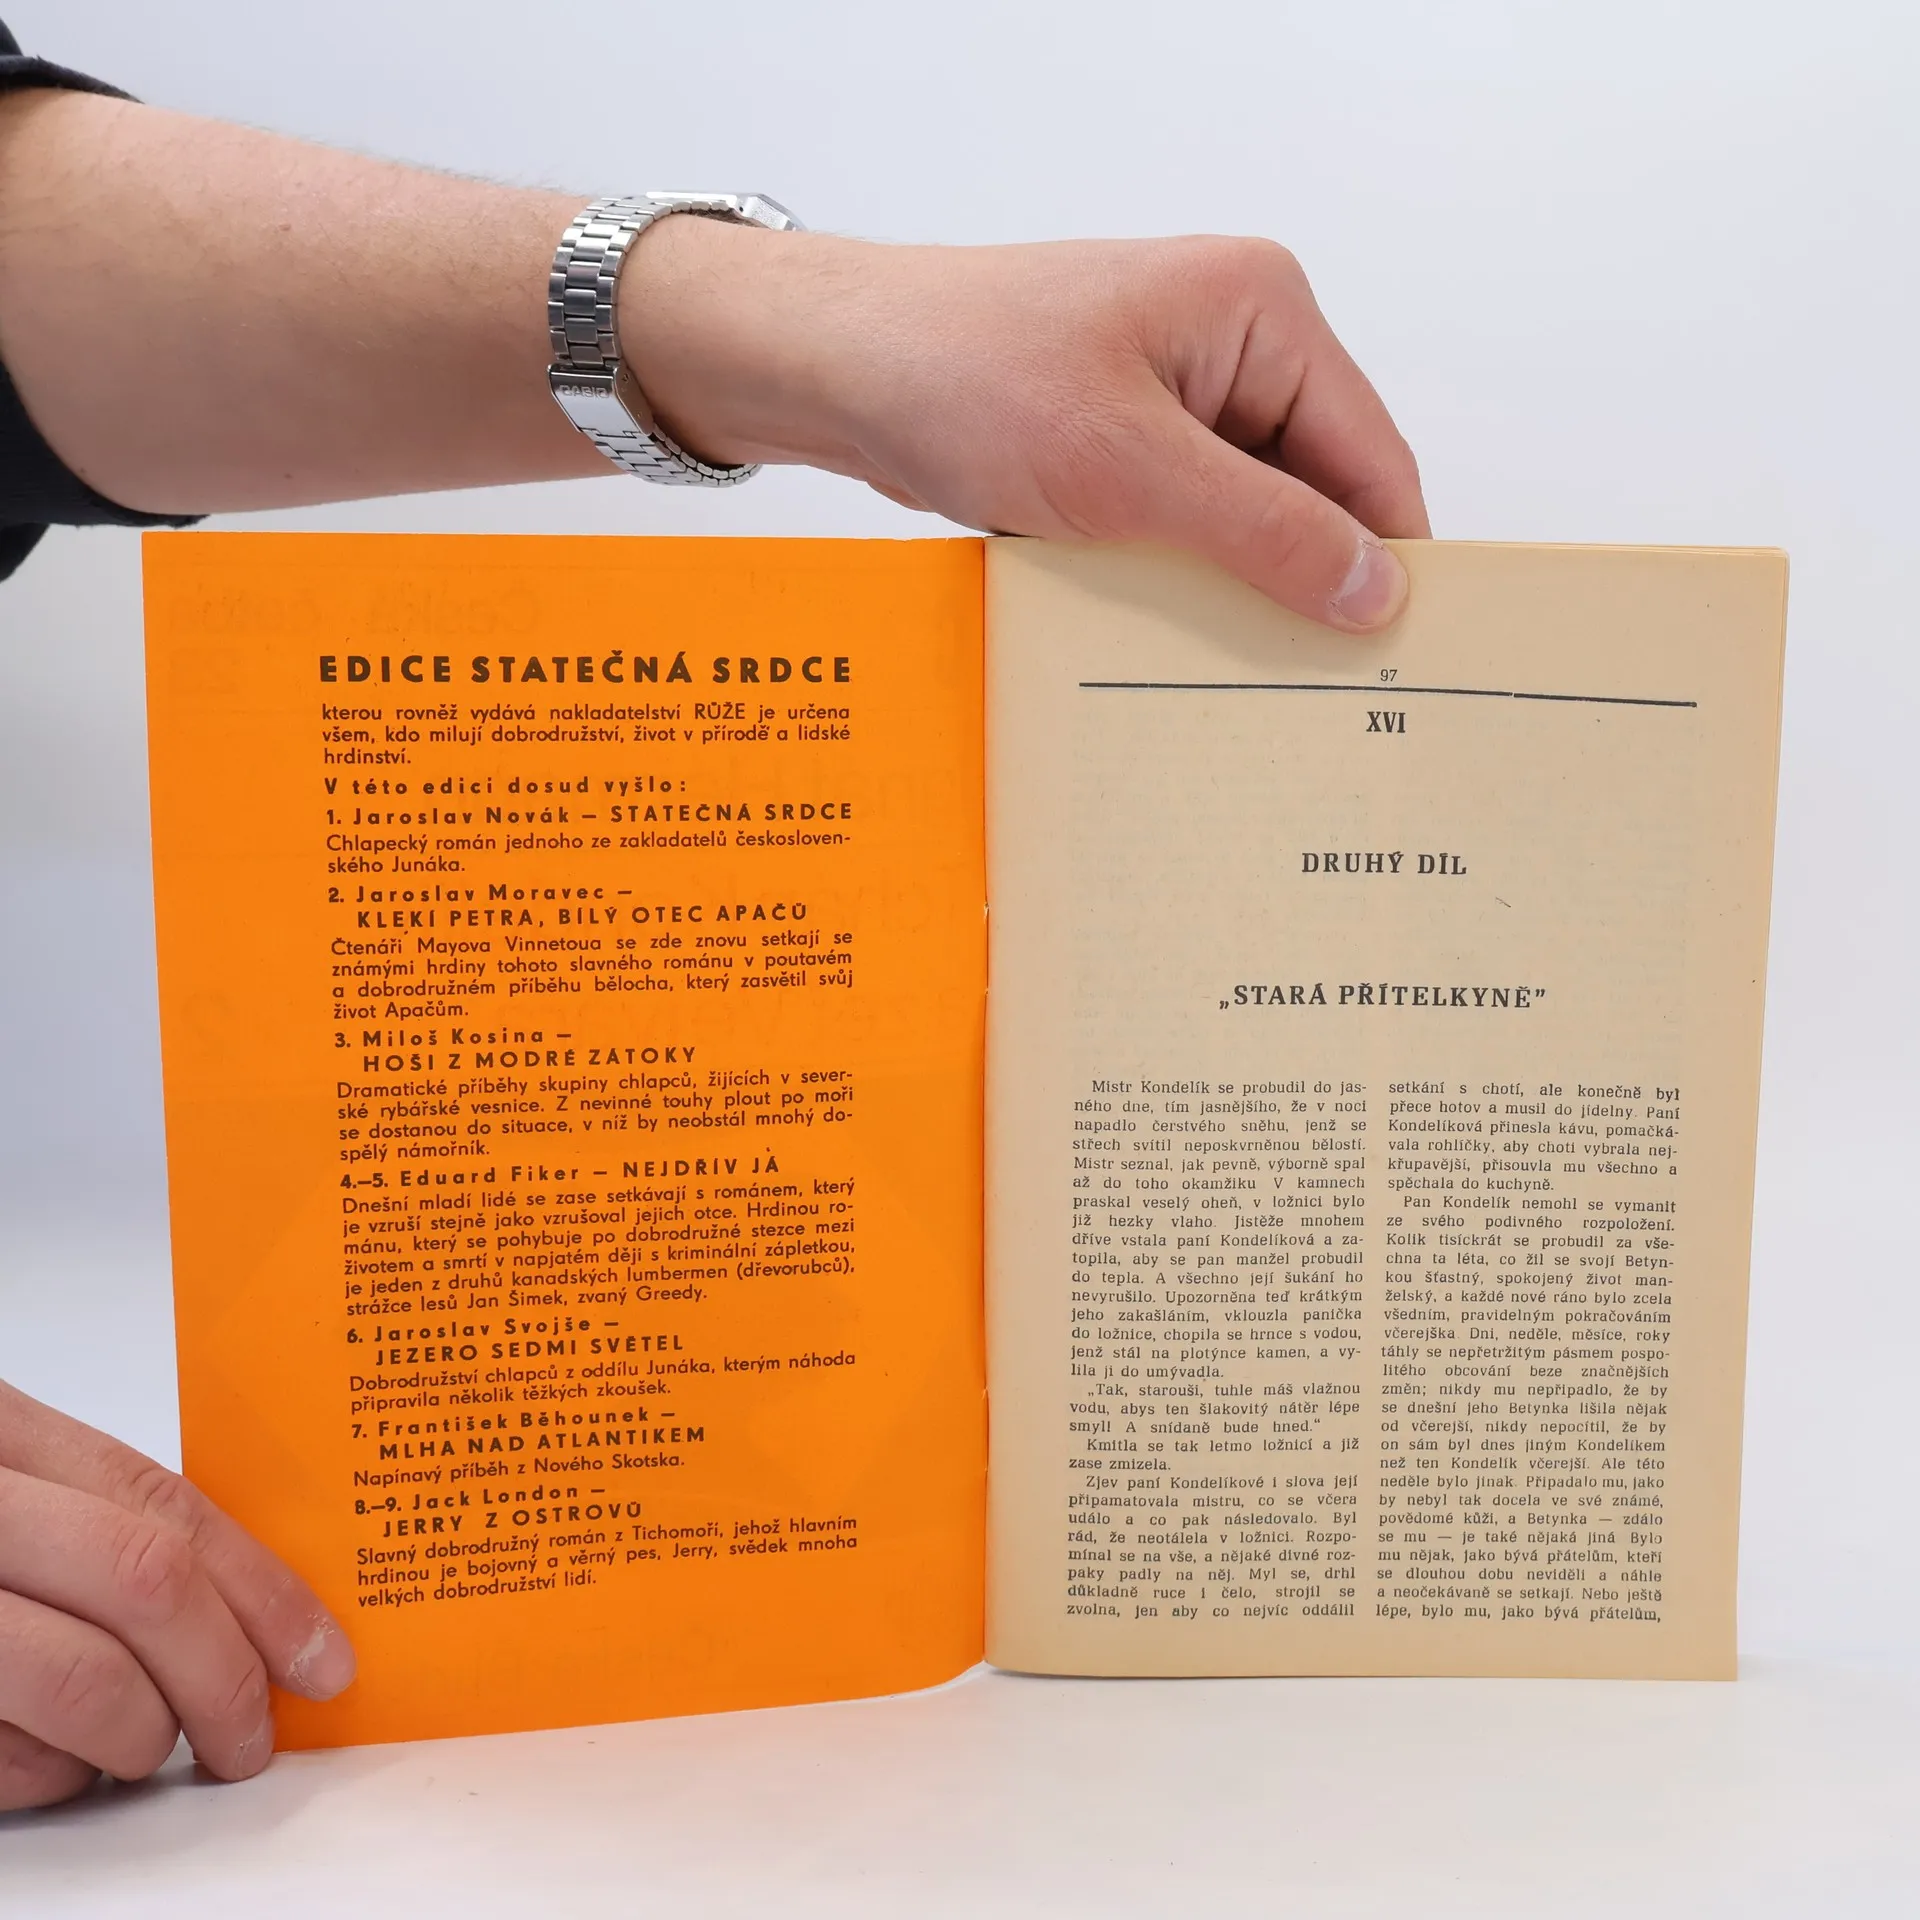 CASIO
EDICE STATEČNÁ SRDCE
kterou rovněž vydává nakladatelství RŮŽE je určena
všem, kdo milují dobrodružství, život v přírodě a lidské
hrdinství.
V této edici dosud vyšlo:
1. Jaroslav Novák – STATEČNÁ SRDCE
Chlapecký román jednoho ze zakladatelů českosloven-
ského Junáka.
2. Jaroslav Moravec –
KLEKÍ PETRA, BÍLÝ OTEC APAČŮ
Čtenáři Mayova Vinnetoua se zde znovu setkají se
známými hrdiny tohoto slavného románu v poutavém
a dobrodružném příběhu bělocha, který zasvětil svůj
život Apačům.
3. Miloš Kosina –
HOŠI Z MODRÉ ZÁTOKY
Dramatické příběhy skupiny chlapců, žijících v sever-
ské rybářské vesnice. Z nevinné touhy plout po moři
se dostanou do situace, v níž by neobstál mnohý do-
spělý námořník.
4.–5. Eduard Fiker – NEJDŘÍV JÁ
Dnešní mladí lidé se zase setkávají s románem, který
je vzruší stejně jako vzrušoval jejich otce. Hrdinou ro-
mánu, který se pohybuje po dobrodružné stezce mezi
životem a smrtí v napjatém ději s kriminální zápletkou,
je jeden z druhů kanadských lumbermen (dřevorubců),
strážce lesů Jan Šimek, zvaný Greedy.
6. Jaroslav Svojše –
JEZERO SEDMI SVĚTEL
Dobrodružství chlapců z oddílu Junáka, kterým náhoda
připravila několik těžkých zkoušek.
7. František Běhounek –
MLHA NAD ATLANTIKEM
Napínavý příběh z Nového Skotska.
8.–9. Jack London –
JERRY Z OSTROVŮ
Slavný dobrodružný román z Tichomoří, jehož hlavním
hrdinou je bojovný a věrný pes, Jerry, svědek mnoha
velkých dobrodružství lidí.
97
XVI
DRUHÝ DÍL
„STARÁ PŘÍTELKYNĚ”
Mistr Kondelík se probudil do jas-
ného dne, tím jasnějšího, že v noci
napadlo čerstvého sněhu, jenž se
střech svítil neposkvrněnou bělostí.
Mistr seznal, jak pevně, výborně spal
až do toho okamžiku V kamnech
praskal veselý oheň, v ložnici bylo
již hezky vlaho. Jistěže mnohem
dříve vstala paní Kondelíková a za-
topila, aby se pan manžel probudil
do tepla. A všechno její šukání ho
nevyrušilo. Upozorněna teď krátkým
jeho zakašláním, vklouzla panička
do ložnice, chopila se hrnce s vodou,
jenž stál na plotýnce kamen, a vy-
lila ji do umývadla.
„Tak, starouši, tuhle máš vlažnou
vodu, abys ten šlakovitý nátěr lépe
smyl! A snídaně bude hned.“
Kmitla se tak letmo ložnicí a již
zase zmizela.
Zjev paní Kondelíkové i slova její
připamatovala mistru, co se včera
událo a co pak následovalo. Byl
rád, že neotálela v ložnici. Rozpo-
mínal se na vše, a nějaké divné roz-
paky padly na něj. Myl se, drhl
důkladně ruce i čelo, strojil se
zvolna, jen aby co nejvíc oddálil
setkání s chotí, ale konečně byl
přece hotov a musil do jídelny. Paní
Kondelíková přinesla kávu, pomačká-
vala rohlíčky, aby choti vybrala nej-
křupavější, přisouvla mu všechno a
spěchala do kuchyně.
Pan Kondelík nemohl se vymanit
ze svého podivného rozpoložení.
Kolik tisíckrát se probudil za vše-
chna ta léta, co žil se svojí Betyn-
kou šťastný, spokojený život man-
želský, a každé nové ráno bylo zcela
všedním, pravidelným pokračováním
včerejška. Dni, neděle, měsíce, roky
táhly se nepřetržitým pásmem pospo-
litého obcování beze značnějších
změn; nikdy mu nepřipadlo, že by
se dnešní jeho Betynka lišila nějak
od včerejší, nikdy nepocítil, že by
on sám byl dnes jiným Kondelíkem
než ten Kondelík včerejší. Ale této
neděle bylo jinak. Připadalo mu, jako
by nebyl tak docela ve své známé,
povědomé kůži, a Betynka — zdálo
se mu — je také nějaká jiná Bylo
mu nějak, jako bývá přátelům, kteří
se dlouhou dobu neviděli a náhle
a neočekávaně se setkají. Nebo ještě
lépe, bylo mu, jako bývá přátelům,